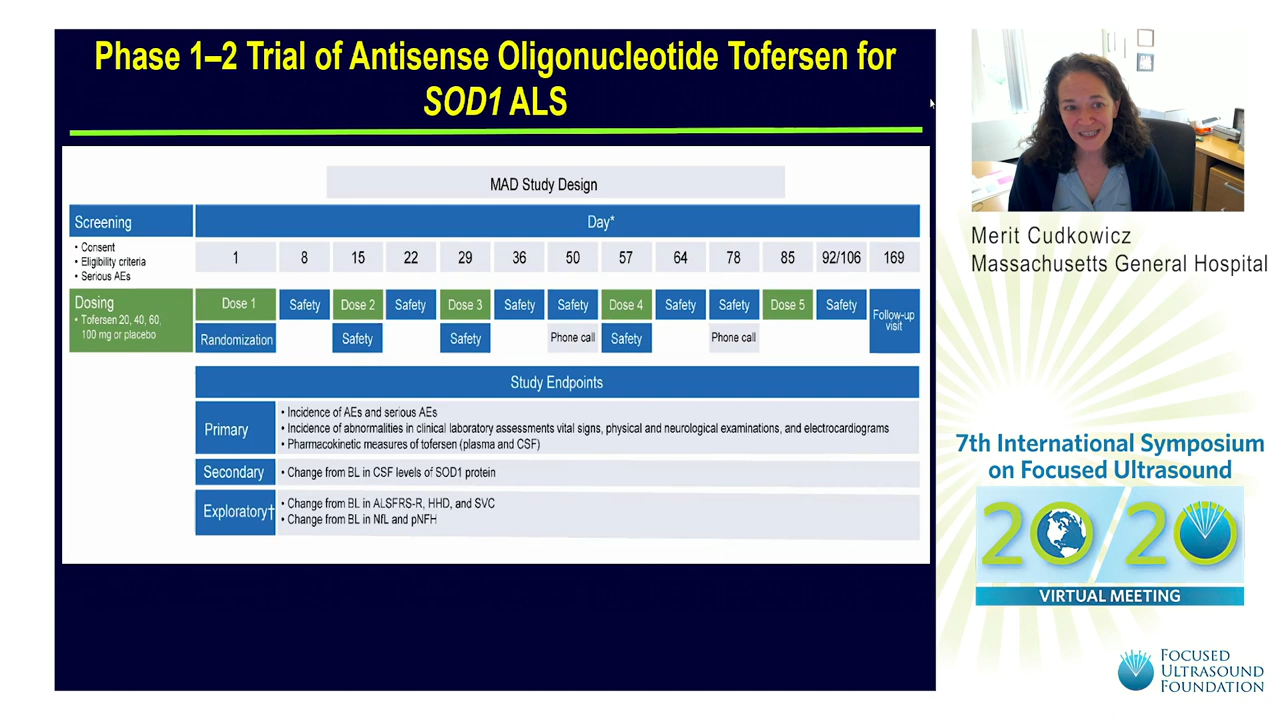 Phase 1–2 Trial of Antisense Oligonucleotide Tofersen for
SOD1 ALS
MAD Study Design
Screening
Day*
• Consent
• Eligibility criteria
• Serious AEs
1 8 15 22 29 36 50 57 64 78 85 92/106 169
Dosing
• Tofersen 20, 40, 60,
100 mg or placebo
Dose 1 Safety Dose 2 Safety Dose 3 Safety Safety Dose 4 Safety Safety Dose 5 Safety
Follow-up
visit
Randomization Safety Safety Phone call Safety Phone call
Study Endpoints
Primary
• Incidence of AEs and serious AEs
• Incidence of abnormalities in clinical laboratory assessments vital signs, physical and neurological examinations, and electrocardiograms
• Pharmacokinetic measures of tofersen (plasma and CSF)
Secondary
• Change from BL in CSF levels of SOD1 protein
Exploratory†
• Change from BL in ALSFRS-R, HHD, and SVC
• Change from BL in NfL and pNFH
Merit Cudkowicz
Massachusetts General Hospital
7th International Symposium
on Focused Ultrasound
20/20
VIRTUAL MEETING
FOCUSED
ULTRASOUND
FOUNDATION